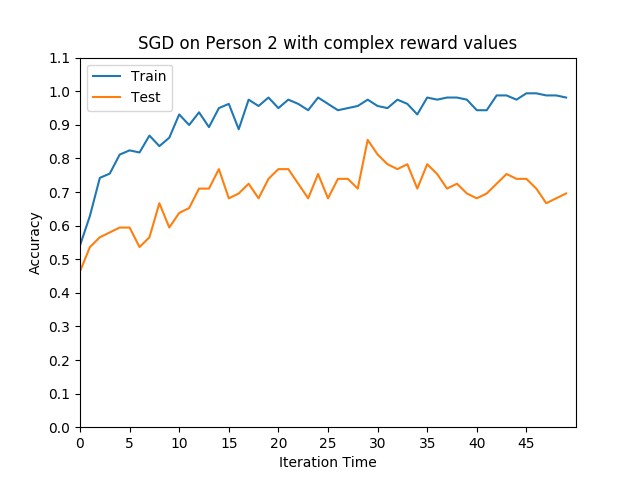 SGD on Person 2 with complex reward values
1.1
1.0
0.9
0.8
0.7
0.6
0.5
0.4
0.3
0.2
0.1
0.0
Accuracy
Train
Test
0 5 10 15 20 25 30 35 40 45
Iteration Time